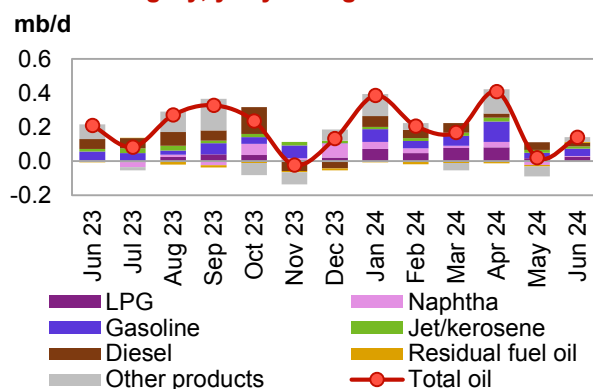 mb/d
0.6
0.4
0.2
0.0
-0.2
Jun 23
Jul 23
Aug 23
Sep 23
Oct 23
Nov 23
Dec 23
Jan 24
Feb 24
Mar 24
Apr 24
May 24
Jun 24
LPG
Naphtha
Gasoline
Jet/kerosene
Diesel
Residual fuel oil
Other products
Total oil